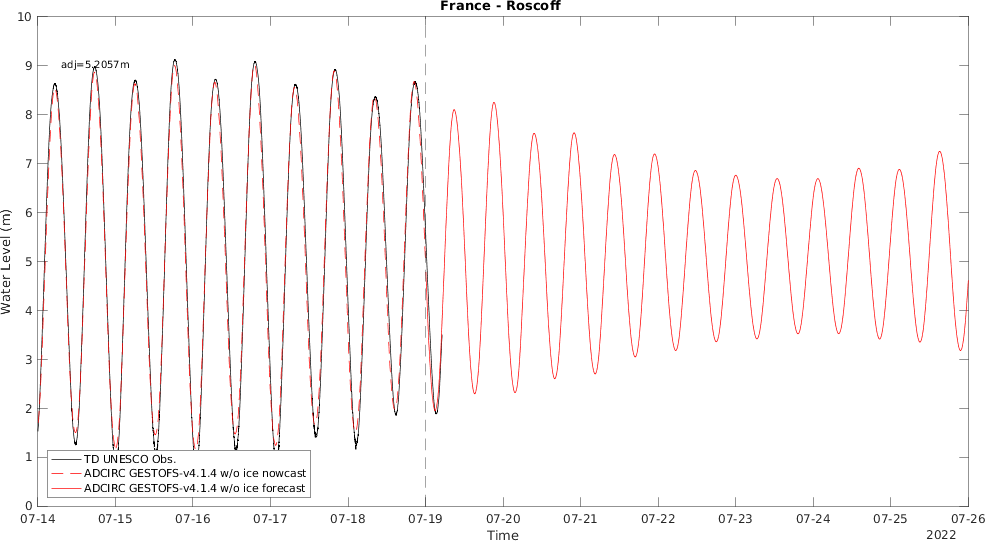 France - Roscoff
adj=5.2057m
Water Level (m)
10
9
8
7
6
5
4
3
2
1
0
TD UNESCO Obs.
ADCIRC GESTOFS-v4.1.4 w/o ice nowcast
ADCIRC GESTOFS-v4.1.4 w/o ice forecast
07-14 07-15 07-16 07-17 07-18 07-19 07-20 07-21 07-22 07-23 07-24 07-25 07-26
Time
2022